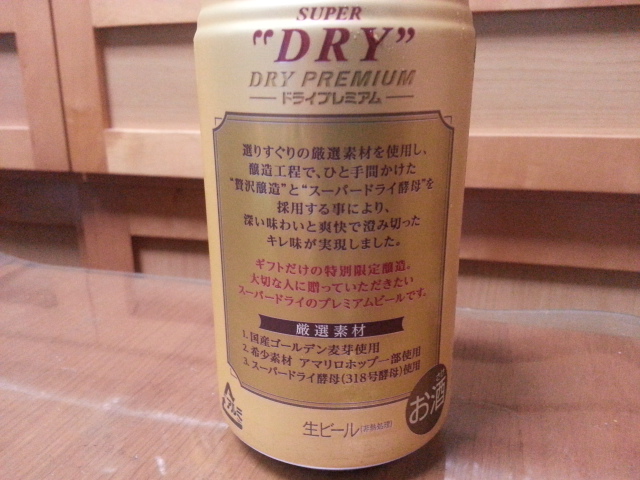 SUPER
"DRY"
DRY PREMIUM
ドライプレミアム
選りすぐりの厳選素材を使用し、
醸造工程で、ひと手間かけた
"贅沢醸造"と"スーパードライ酵母"を
採用する事により、
深い味わいと爽快で澄み切った
キレ味が実現しました。
ギフトだけの特別限定醸造。
大切な人に贈っていただきたい
スーパードライのプレミアムビールです。
厳選素材
1. 国産ゴールデン麦芽使用
2. 希少素材 アマリロホップ一部使用
3. スーパードライ酵母(318号酵母)使用
アルミ
お酒
生ビール(非熱処理)